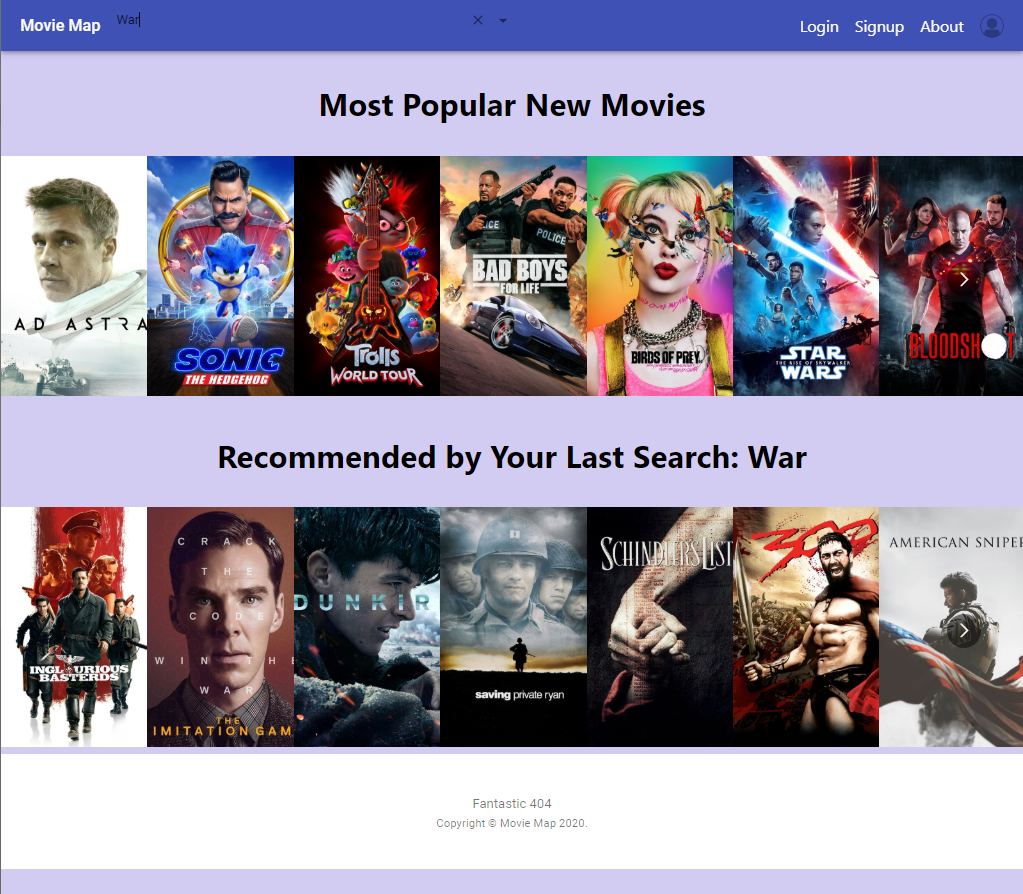 Movie Map
War
Login
Signup
About
Most Popular New Movies
AD ASTRA
SONIC
THE HEDGEHOG
Trolls
WORLD TOUR
POLICE
POLICE
BAD BOYS
FOR LIFE
BIRDS OF PREY
STAR
THE RISE OF SKYWALKER
WARS
BLOODSH T
Recommended by Your Last Search: War
INGLOURIOUS
BASTERDS
CRACK
THE
CODE
WIN THE
WAR
THE
IMITATION GAM
DUNKIR
saving private ryan
SCHINDLER'S LIST
300
AMERICAN SNIPER
Fantastic 404
Copyright © Movie Map 2020.